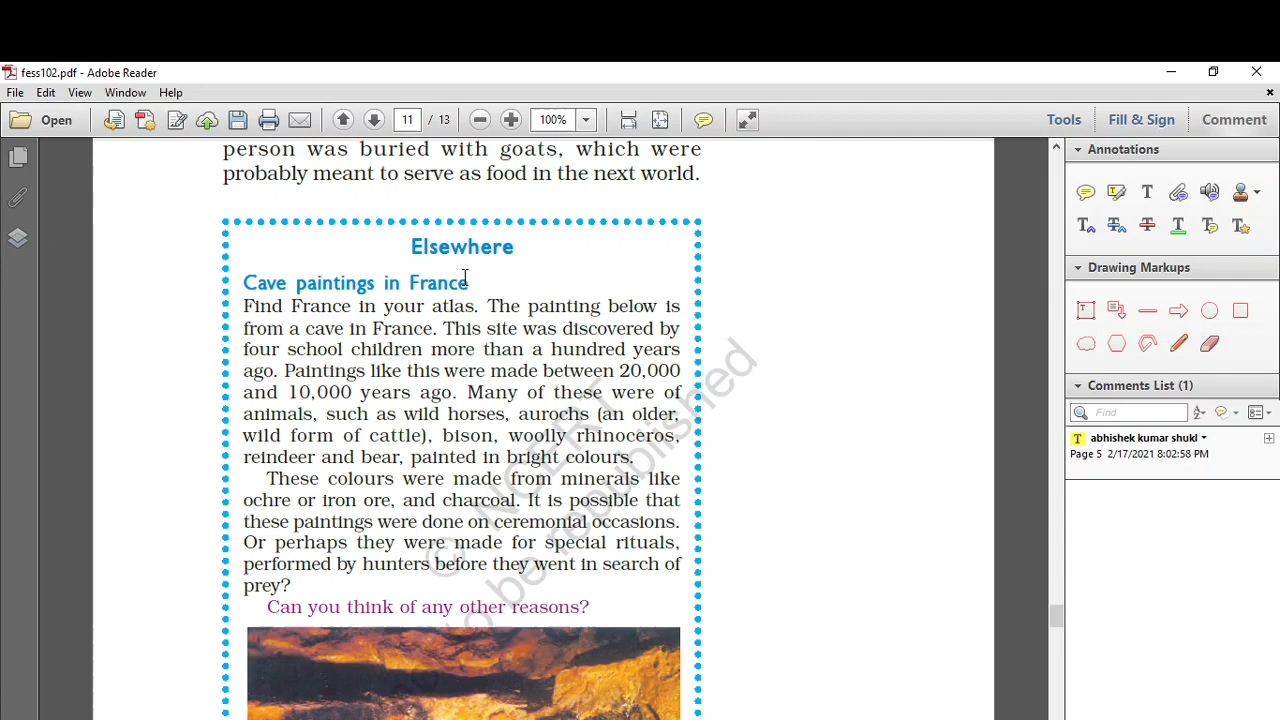 fess102.pdf - Adobe Reader
File Edit View Window Help
Open 11 / 13 100% Tools Fill & Sign Comment
person was buried with goats, which were
probably meant to serve as food in the next world.
Elsewhere
Cave paintings in France
Find France in your atlas. The painting below is
from a cave in France. This site was discovered by
four school children more than a hundred years
ago. Paintings like this were made between 20,000
and 10,000 years ago. Many of these were of
animals, such as wild horses, aurochs (an older,
wild form of cattle), bison, woolly rhinoceros,
reindeer and bear, painted in bright colours.
These colours were made from minerals like
ochre or iron ore, and charcoal. It is possible that
these paintings were done on ceremonial occasions.
Or perhaps they were made for special rituals,
performed by hunters before they went in search of
prey?
Can you think of any other reasons?
© NCERT
to be republished
Annotations
Drawing Markups
Comments List (1)
Find
abhishek kumar shukl
Page 5 2/17/2021 8:02:58 PM